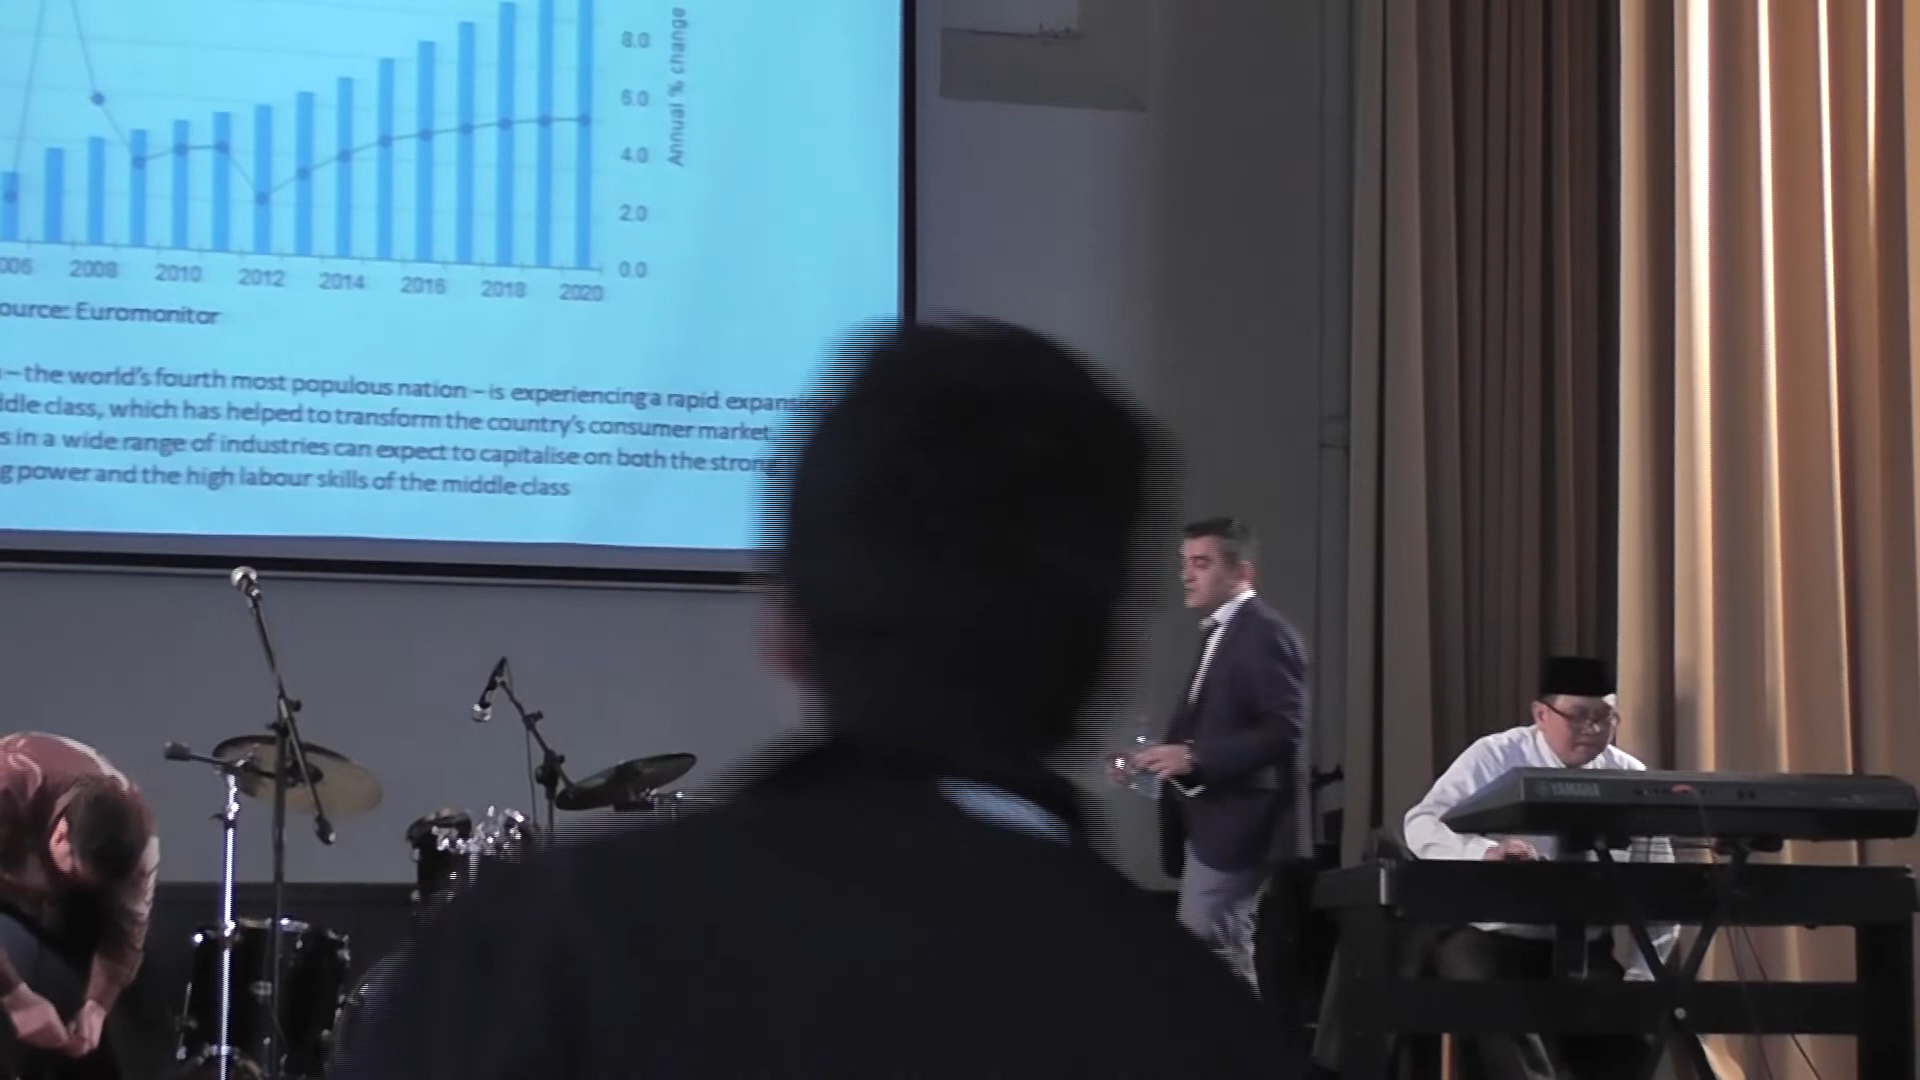 8.0
6.0
4.0
2.0
0.0
Annual % change
006 2008 2010 2012 2014 2016 2018 2020
ource: Euromonitor
– the world's fourth most populous nation – is experiencing a rapid
ddle class, which has helped to transform the country's consumer market.
s in a wide range of industries can expect to capitalise on both the strong
g power and the high labour skills of the middle class
YAMAHA